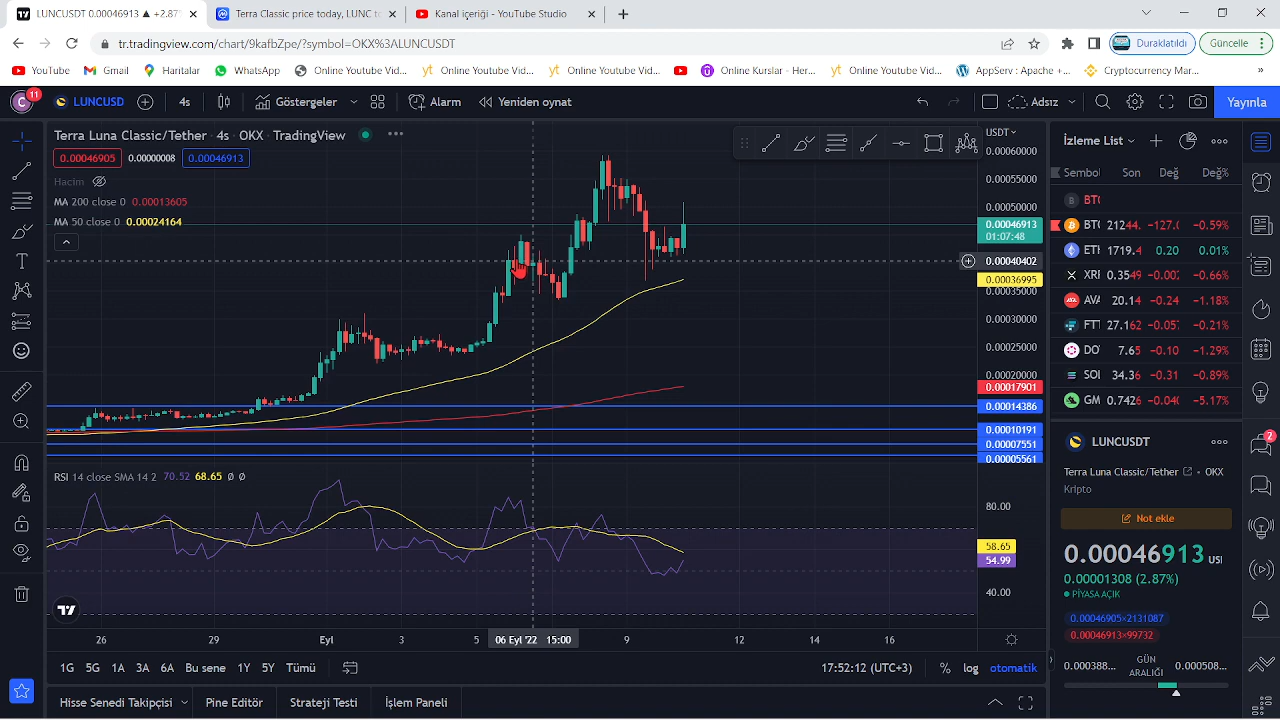 LUNCUSDT 0.00046913 ▲ +2.87%
Terra Classic price today, LUNC to
Kanal içeriği - YouTube Studio
tr.tradingview.com/chart/9kafbZpe/?symbol=OKX%3ALUNCUSDT
Duraklatıldı
Güncelle
YouTube
Gmail
Haritalar
WhatsApp
Online Youtube Vid...
Online Youtube Vid...
Online Youtube Vid...
Online Kurslar - Her...
Online Youtube Vid...
AppServ : Apache +...
Cryptocurrency Mar...
»
C 11
LUNCUSD
4s
Göstergeler
Alarm
Yeniden oynat
Adsız
Yayınla
Terra Luna Classic/Tether · 4s · OKX · TradingView
0.00046905 0.00000008 0.00046913
Hacim
MA 200 close 0 0.00013605
MA 50 close 0 0.00024164
USDT
0.00060000
0.00055000
0.00050000
0.00046913
01:07:48
0.00040402
0.00036995
0.00035000
0.00030000
0.00025000
0.00020000
0.00017901
0.00014386
0.00010191
0.00007551
0.00005561
RSI 14 close SMA 14 2 70.52 68.65 Ø Ø
80.00
58.65
54.99
40.00
26 29 Eyl 3 5 06 Eyl '22 15:00 9 12 14 16
1G 5G 1A 3A 6A Bu sene 1Y 5Y Tümü
17:52:12 (UTC+3) % log otomatik
Hisse Senedi Takipçisi Pine Editör Strateji Testi İşlem Paneli
İzleme List
Sembol Son Değ Değ%
BTC 21244. −127.0 −0.59%
1719.4 0.20 0.01%
XRI 0.3549 −0.66%
AVA 20.14 −0.24 −1.18%
FTT 27.162 −0.21%
DO 7.65 −0.10 −1.29%
SOl 34.36 −0.31 −0.89%
GM 0.7426 −5.17%
2
LUNCUSDT
Terra Luna Classic/Tether · OKX
Kripto
Not ekle
0.00046913
0.00001308 (2.87%)
PİYASA AÇIK
0.00046905×2131087
0.00046913×99732
0.000388... GÜN ARALIĞI 0.000508...